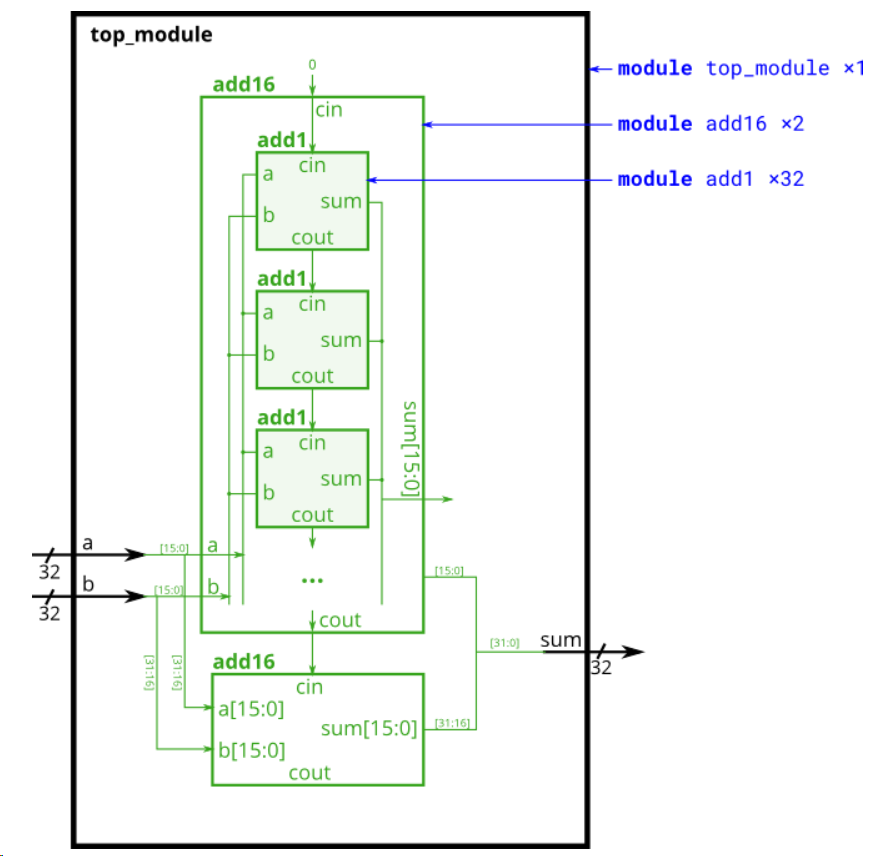 top_module
0
module top_module ×1
add16
cin
module add16 ×2
add1
cin
a
module add1 ×32
sum
b
cout
add1
cin
a
sum
b
cout
add1
cin
a
sum
b
cout
sum[15:0]
a
[15:0]
a
32
...
b
[15:0]
b
32
[15:0]
cout
[31:0]
sum
32
add16
[31:16]
[31:16]
cin
a[15:0]
sum[15:0]
[31:16]
b[15:0]
cout